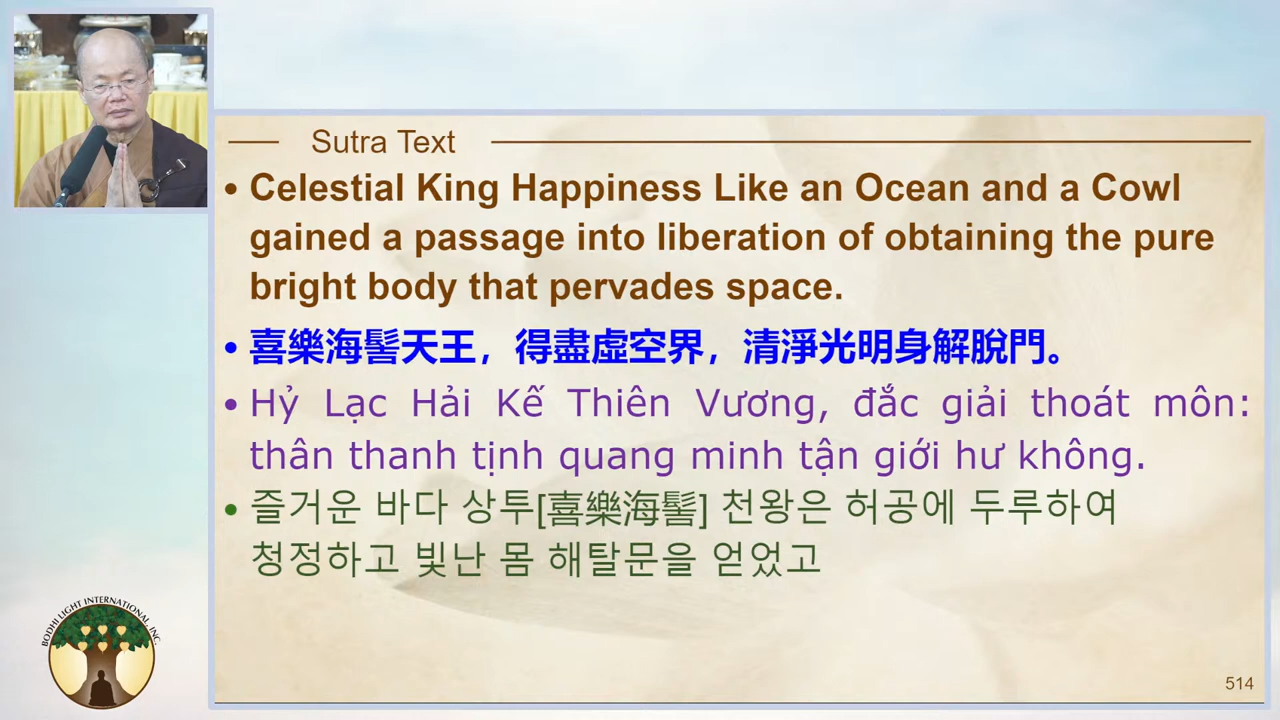 Sutra Text
• Celestial King Happiness Like an Ocean and a Cowl
gained a passage into liberation of obtaining the pure
bright body that pervades space.
• 喜樂海髻天王，得盡虛空界，清淨光明身解脫門。
• Hỷ Lạc Hải Kế Thiên Vương, đắc giải thoát môn:
thân thanh tịnh quang minh tận giới hư không.
• 즐거운 바다 상투[喜樂海髻] 천왕은 허공에 두루하여
청정하고 빛난 몸 해탈문을 얻었고
BODHI LIGHT INTERNATIONAL, INC.
514